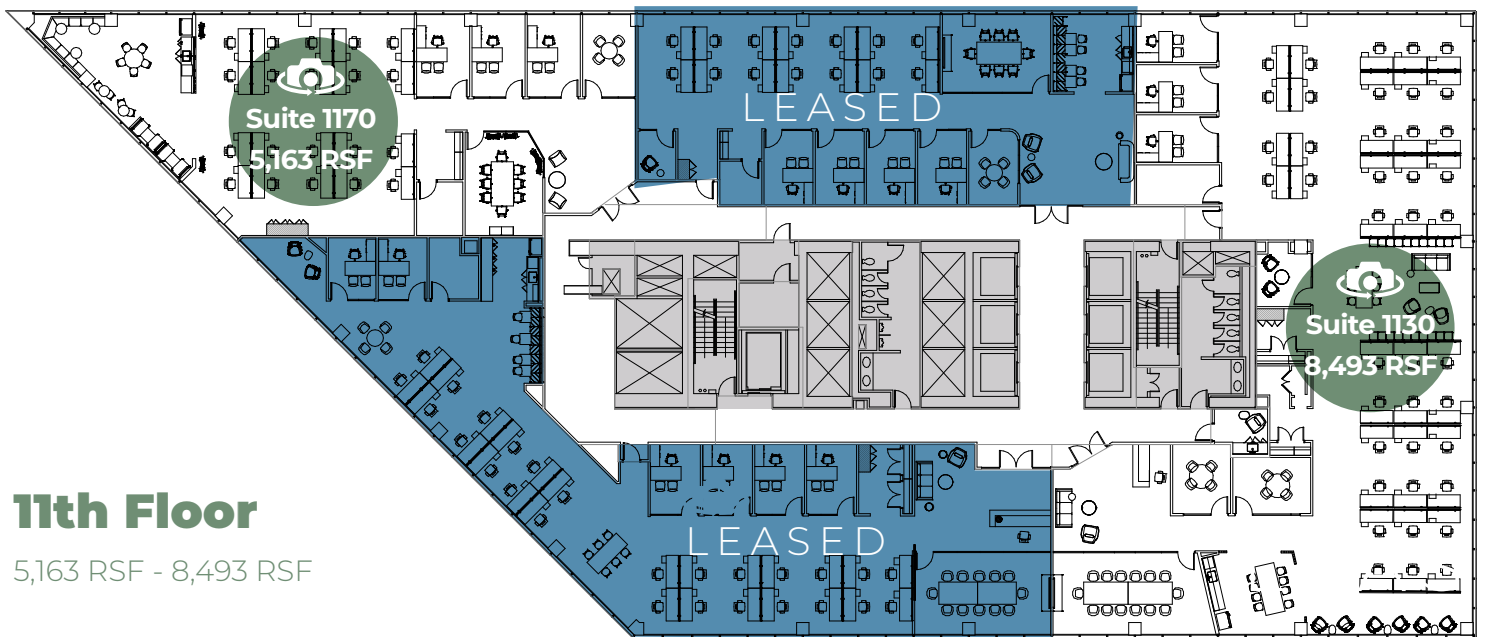 LEASED
Suite 1170
5,163 RSF
Suite 1130
8,493 RSF
11th Floor
5,163 RSF - 8,493 RSF
LEASED